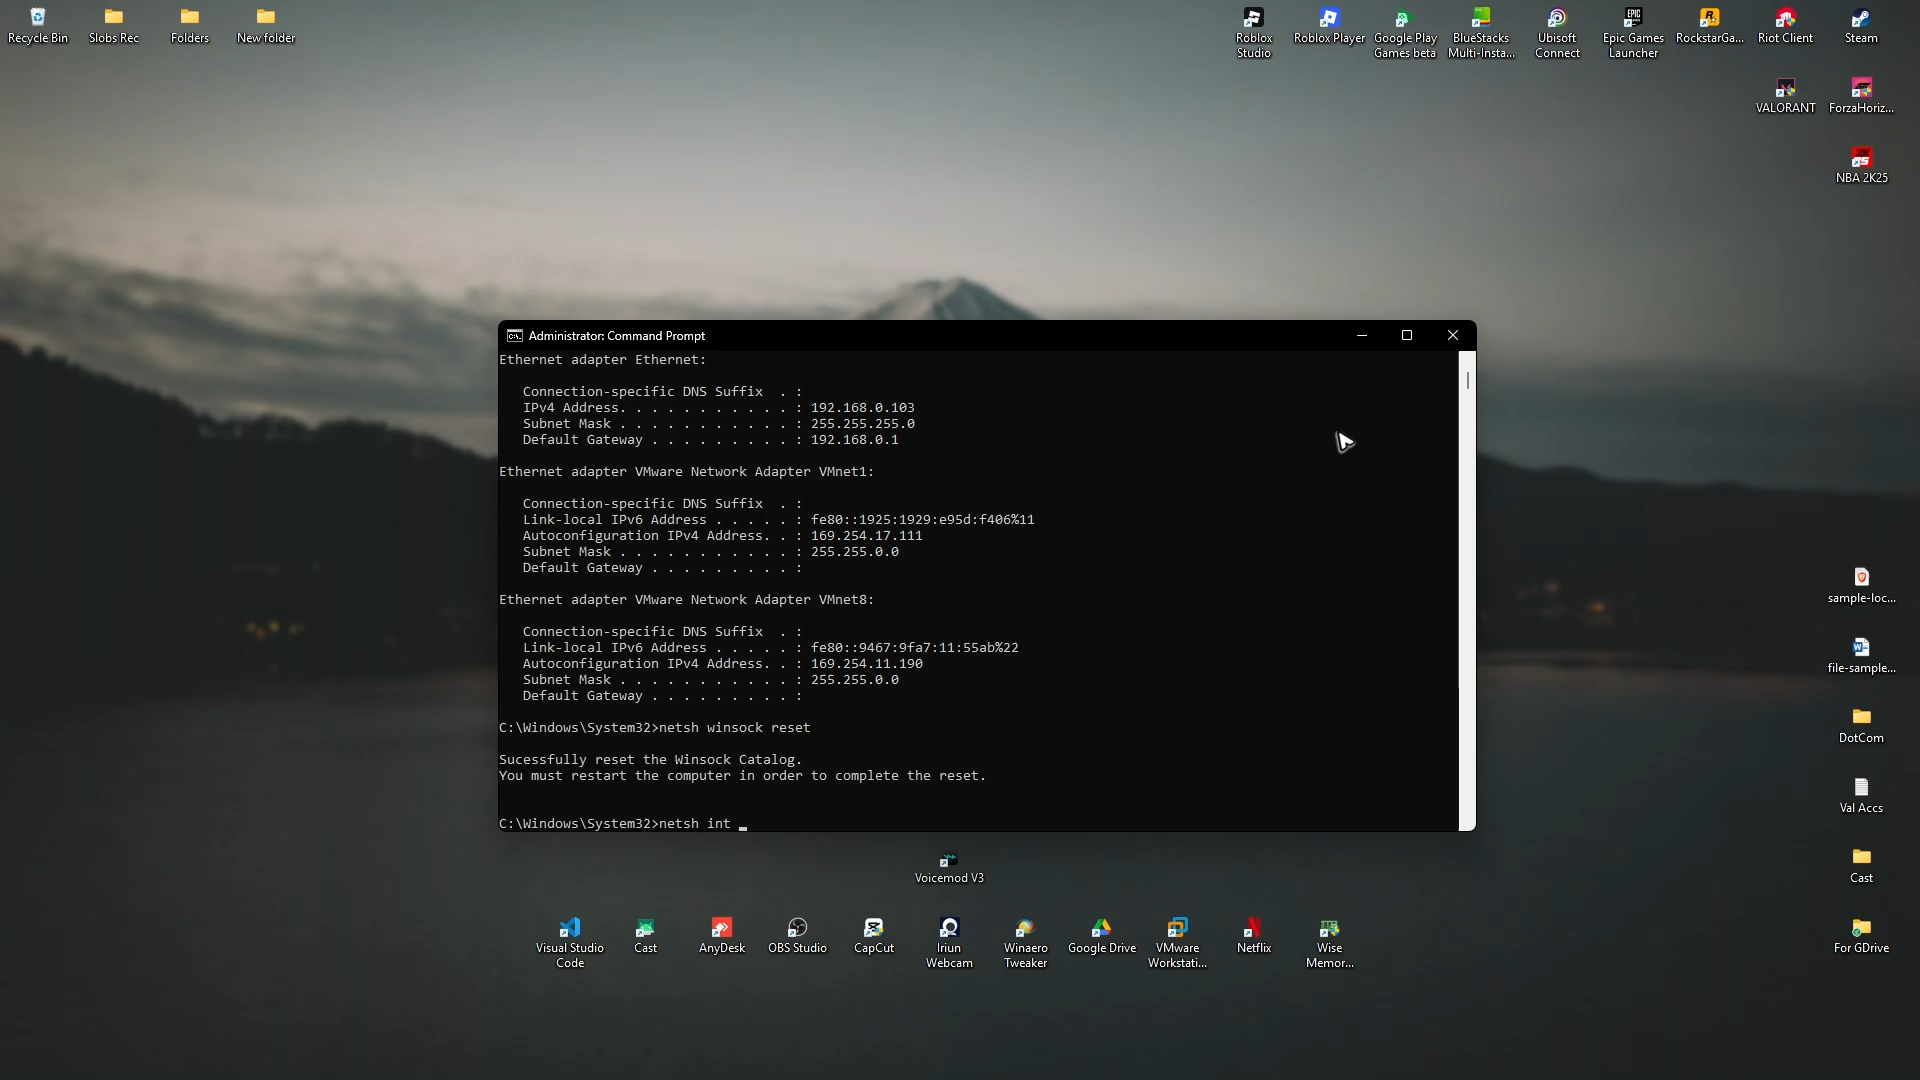 Recycle Bin
Slobs Rec
Folders
New folder
Roblox
Studio
Roblox Player
Google Play
Games beta
BlueStacks
Multi-Insta...
Ubisoft
Connect
Epic Games
Launcher
RockstarGa...
Riot Client
Steam
VALORANT
ForzaHoriz...
NBA 2K25
Administrator: Command Prompt
Ethernet adapter Ethernet:
Connection-specific DNS Suffix  . :
IPv4 Address. . . . . . . . . . . : 192.168.0.103
Subnet Mask . . . . . . . . . . . : 255.255.255.0
Default Gateway . . . . . . . . . : 192.168.0.1
Ethernet adapter VMware Network Adapter VMnet1:
Connection-specific DNS Suffix  . :
Link-local IPv6 Address . . . . . : fe80::1925:1929:e95d:f406%11
Autoconfiguration IPv4 Address. . : 169.254.17.111
Subnet Mask . . . . . . . . . . . : 255.255.0.0
Default Gateway . . . . . . . . . :
Ethernet adapter VMware Network Adapter VMnet8:
Connection-specific DNS Suffix  . :
Link-local IPv6 Address . . . . . : fe80::9467:9fa7:11:55ab%22
Autoconfiguration IPv4 Address. . : 169.254.11.190
Subnet Mask . . . . . . . . . . . : 255.255.0.0
Default Gateway . . . . . . . . . :
C:\Windows\System32>netsh winsock reset
Sucessfully reset the Winsock Catalog.
You must restart the computer in order to complete the reset.
C:\Windows\System32>netsh int
sample-loc...
file-sample...
DotCom
Val Accs
Cast
For GDrive
Voicemod V3
Visual Studio
Code
Cast
AnyDesk
OBS Studio
CapCut
Iriun
Webcam
Winaero
Tweaker
Google Drive
VMware
Workstati...
Netflix
Wise
Memor...